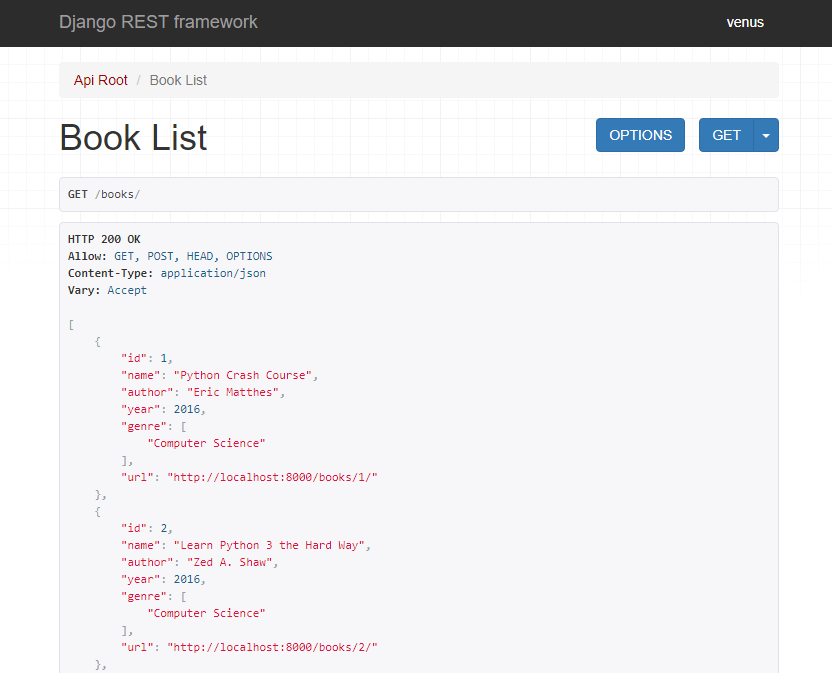 Django REST framework venus
Api Root / Book List
Book List OPTIONS GET
GET /books/
HTTP 200 OK
Allow: GET, POST, HEAD, OPTIONS
Content-Type: application/json
Vary: Accept
[
    {
        "id": 1,
        "name": "Python Crash Course",
        "author": "Eric Matthes",
        "year": 2016,
        "genre": [
            "Computer Science"
        ],
        "url": "http://localhost:8000/books/1/"
    },
    {
        "id": 2,
        "name": "Learn Python 3 the Hard Way",
        "author": "Zed A. Shaw",
        "year": 2016,
        "genre": [
            "Computer Science"
        ],
        "url": "http://localhost:8000/books/2/"
    },